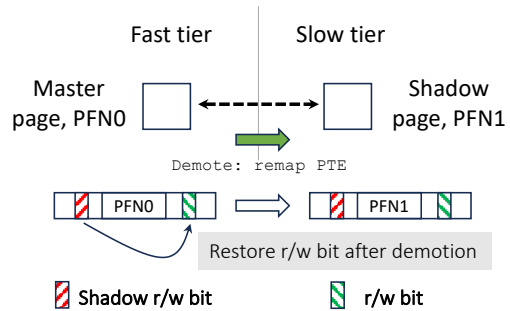 Fast tier
Slow tier
Master
page, PFN0
Shadow
page, PFN1
Demote: remap PTE
PFN0
PFN1
Restore r/w bit after demotion
Shadow r/w bit
r/w bit